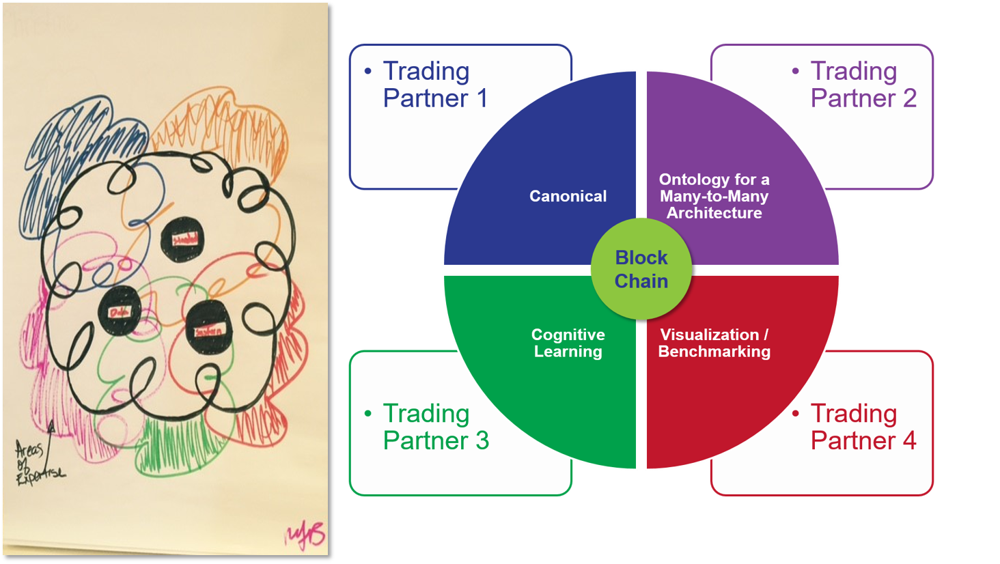 Areas
of
Expertise
• Trading
Partner 1
• Trading
Partner 2
Canonical
Ontology for a
Many-to-Many
Architecture
Block
Chain
Cognitive
Learning
Visualization /
Benchmarking
• Trading
Partner 3
• Trading
Partner 4